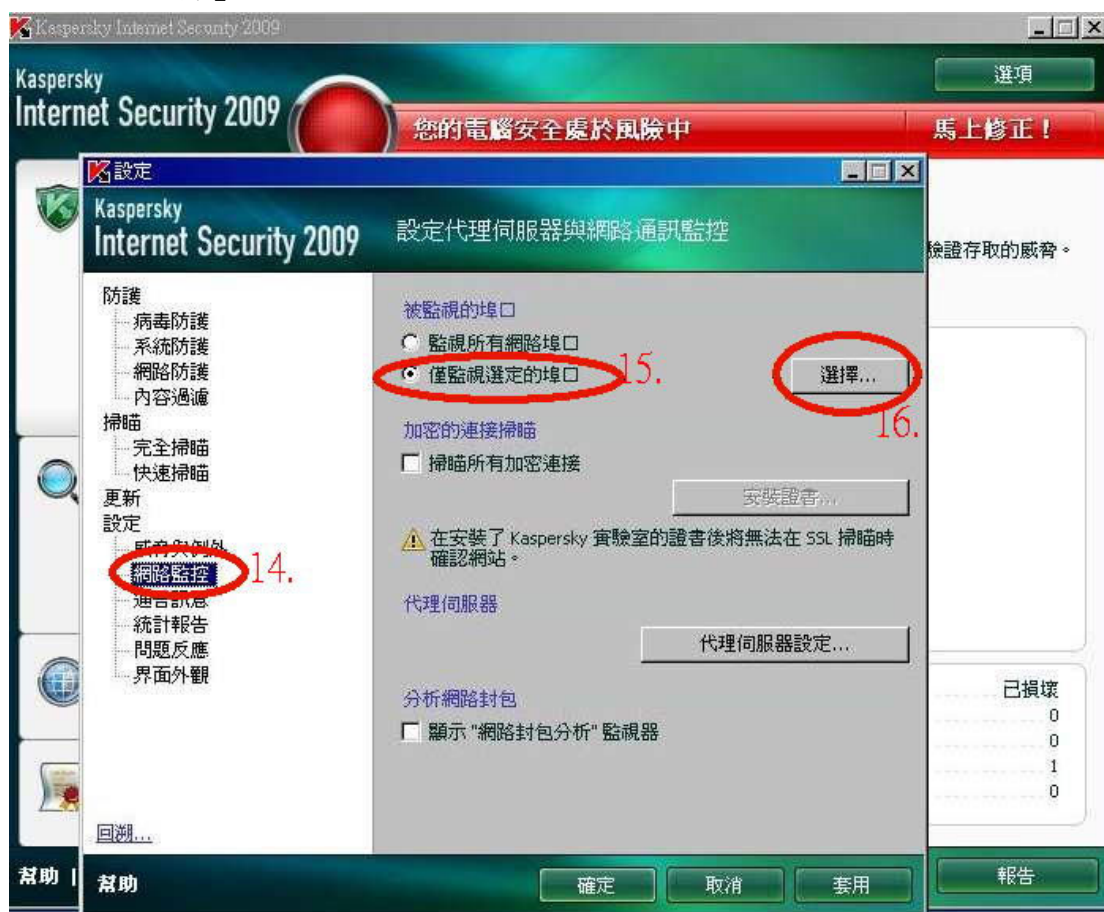 Kaspersky Internet Security 2009
Kaspersky
Internet Security 2009
選項
您的電腦安全處於風險中
馬上修正！
設定
Kaspersky
Internet Security 2009
設定代理伺服器與網路通訊監控
險證存取的威脅。
防護
病毒防護
系統防護
網路防護
內容過濾
掃瞄
完全掃瞄
快速掃瞄
更新
設定
威脅與例外
網路監控
14.
通告訊息
統計報告
問題反應
界面外觀
回溯...
被監視的埠口
監視所有網路埠口
僅監視選定的埠口
15.
選擇...
16.
加密的連接掃瞄
掃瞄所有加密連接
安裝證書...
在安裝了 Kaspersky 實驗室的證書後將無法在 SSL 掃瞄時
確認網站。
代理伺服器
代理伺服器設定...
分析網路封包
顯示 "網路封包分析" 監視器
已損壞
0
0
1
0
幫助 |
幫助
確定
取消
套用
報告